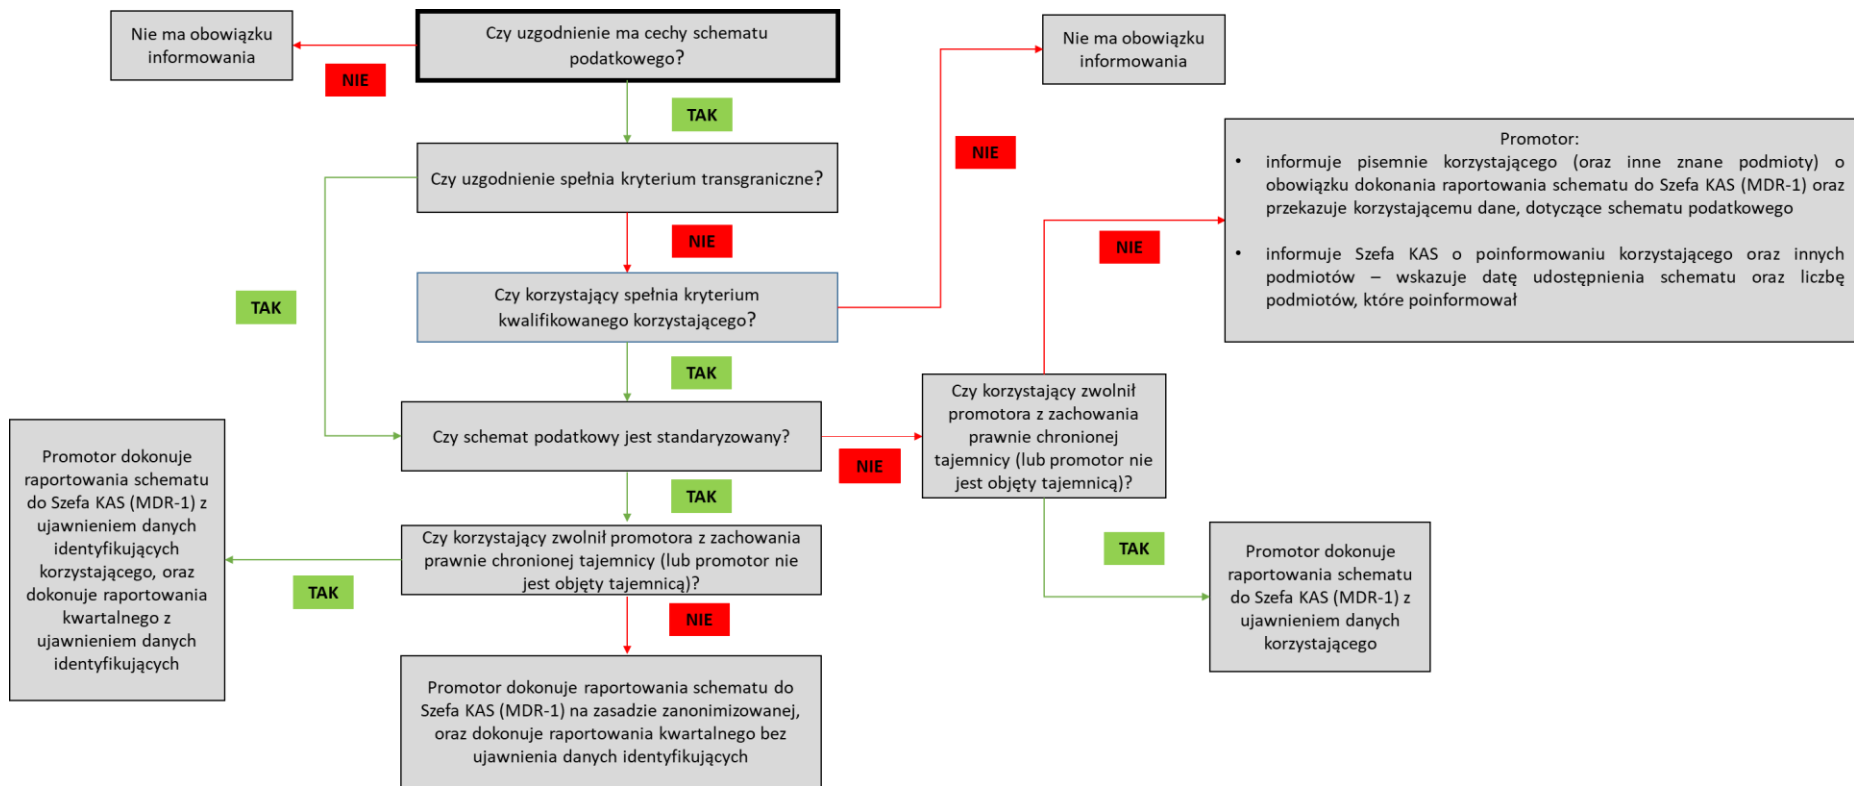 Nie ma obowiązku
informowania
NIE
Czy uzgodnienie ma cechy schematu
podatkowego?
TAK
Nie ma obowiązku
informowania
NIE
Czy uzgodnienie spełnia kryterium transgraniczne?
NIE
TAK
Czy korzystający spełnia kryterium
kwalifikowanego korzystającego?
TAK
Promotor:
• informuje pisemnie korzystającego (oraz inne znane podmioty) o
obowiązku dokonania raportowania schematu do Szefa KAS (MDR-1) oraz
przekazuje korzystającemu dane, dotyczące schematu podatkowego
• informuje Szefa KAS o poinformowaniu korzystającego oraz innych
podmiotów – wskazuje datę udostępnienia schematu oraz liczbę
podmiotów, które poinformował
NIE
Czy schemat podatkowy jest standaryzowany?
NIE
TAK
Czy korzystający zwolnił
promotora z zachowania
prawnie chronionej
tajemnicy (lub promotor nie
jest objęty tajemnicą)?
TAK
Promotor dokonuje
raportowania schematu
do Szefa KAS (MDR-1) z
ujawnieniem danych
korzystającego
Czy korzystający zwolnił promotora z zachowania
prawnie chronionej tajemnicy (lub promotor nie
jest objęty tajemnicą)?
TAK
NIE
Promotor dokonuje
raportowania schematu
do Szefa KAS (MDR-1) z
ujawnieniem danych
identyfikujących
korzystającego, oraz
dokonuje raportowania
kwartalnego z
ujawnieniem danych
identyfikujących
Promotor dokonuje raportowania schematu do
Szefa KAS (MDR-1) na zasadzie zanonimizowanej,
oraz dokonuje raportowania kwartalnego bez
ujawnienia danych identyfikujących